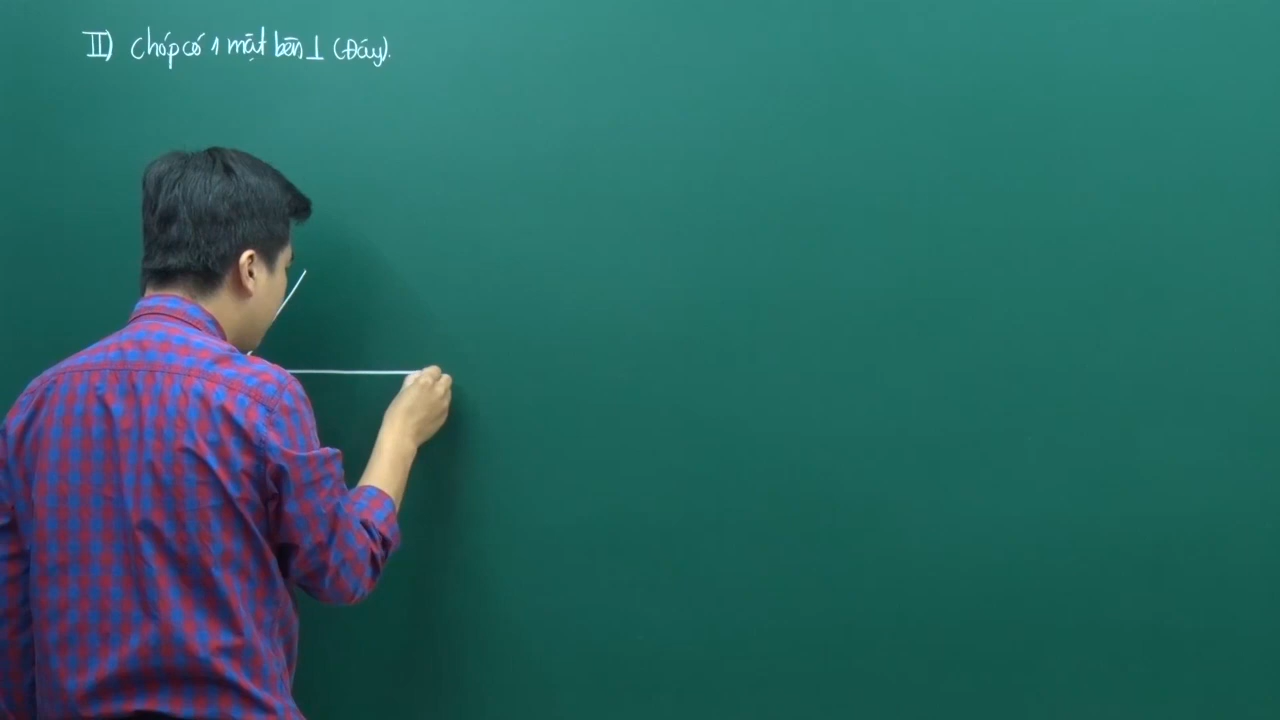 II) Chóp có 1 mặt bên ⊥ (Đáy).